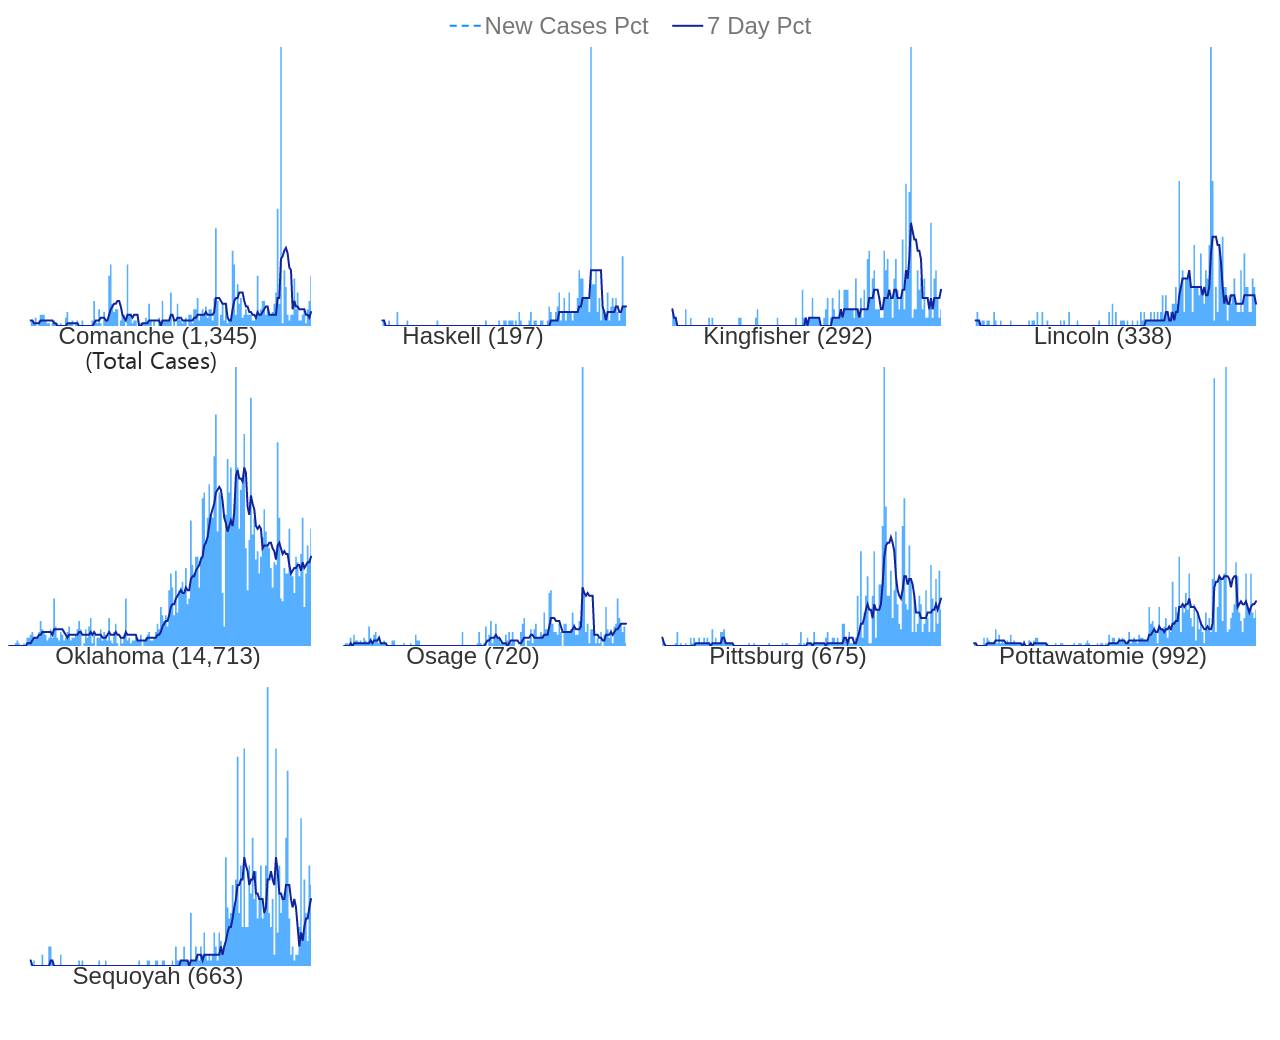 New Cases Pct 7 Day Pct
Comanche (1,345) Haskell (197) Kingfisher (292) Lincoln (338)
(Total Cases)
Oklahoma (14,713) Osage (720) Pittsburg (675) Pottawatomie (992)
Sequoyah (663)